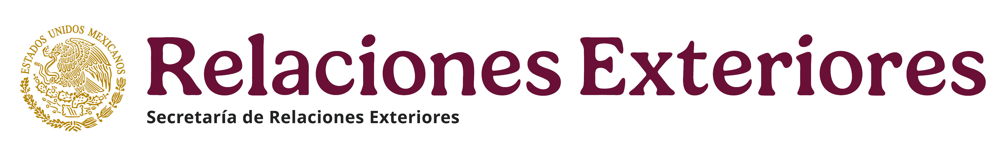 ESTADOS UNIDOS MEXICANOS
Relaciones Exteriores
Secretaría de Relaciones Exteriores